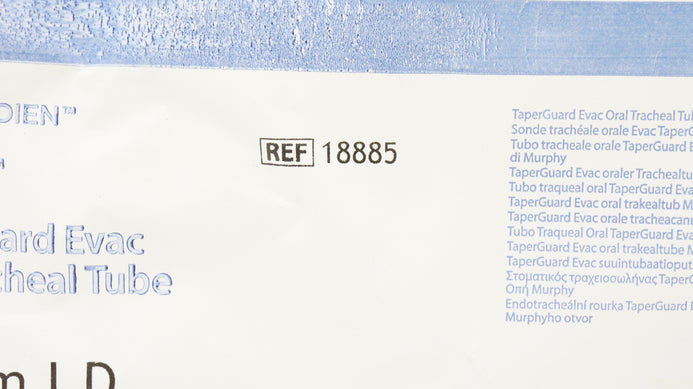 DIEN™
REF 18885
ard Evac
cheal Tube
m I.D
TaperGuard Evac Oral Tracheal Tu
Sonde trachéale orale Evac TaperG
Tubo tracheale orale TaperGuard E
di Murphy
TaperGuard Evac oraler Trachealtu
Tubo traqueal oral TaperGuard Eva
TaperGuard Evac oral trakealtub M
TaperGuard Evac orale tracheacan
Tubo Traqueal Oral TaperGuard Eva
TaperGuard Evac oral trakealtube M
TaperGuard Evac suuintubaatioput
Στοματικός τραχειοσωλήνας TaperG
Οπή Murphy
Endotracheální rourka TaperGuard E
Murphyho otvor